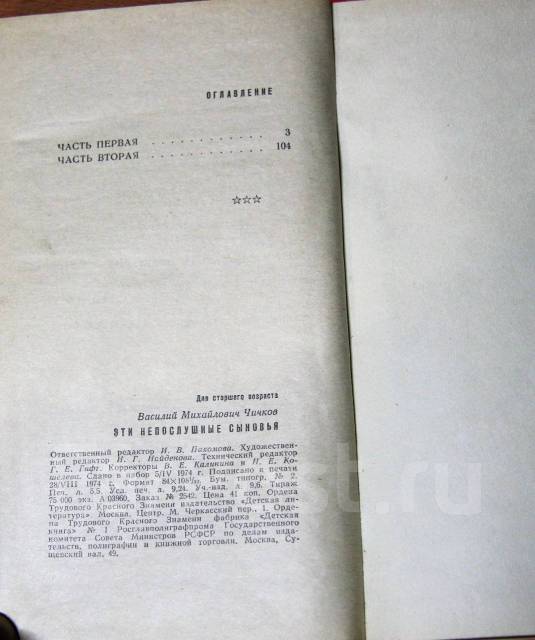 ОГЛАВЛЕНИЕ
ЧАСТЬ ПЕРВАЯ . . . . . . . . . . . . 3
ЧАСТЬ ВТОРАЯ . . . . . . . . . . . . 104
☆☆☆
Для старшего возраста
Василий Михайлович Чичков
ЭТИ НЕПОСЛУШНЫЕ СЫНОВЬЯ
Ответственный редактор И. В. Пахомова. Художествен-
ный редактор И. Г. Найденова. Технический редактор
Г. Е. Гафт. Корректоры В. Е. Калинина и Н. Е. Ко-
шелева. Сдано в набор 5/IV 1974 г. Подписано к печати
28/VIII 1974 г. Формат 84×108¹/₃₂. Бум. типогр. № 2.
Печ. л. 5,5. Усл. печ. л. 9,24. Уч.-изд. л. 9,6. Тираж
75 000 экз. А03960. Заказ № 2542. Цена 41 коп. Ордена
Трудового Красного Знамени издательство «Детская ли-
тература». Москва, Центр, М. Черкасский пер., 1. Орде-
на Трудового Красного Знамени фабрика «Детская
книга» № 1 Росглавполиграфпрома Государственного
комитета Совета Министров РСФСР по делам изда-
тельств, полиграфии и книжной торговли. Москва, Су-
щевский вал, 49.